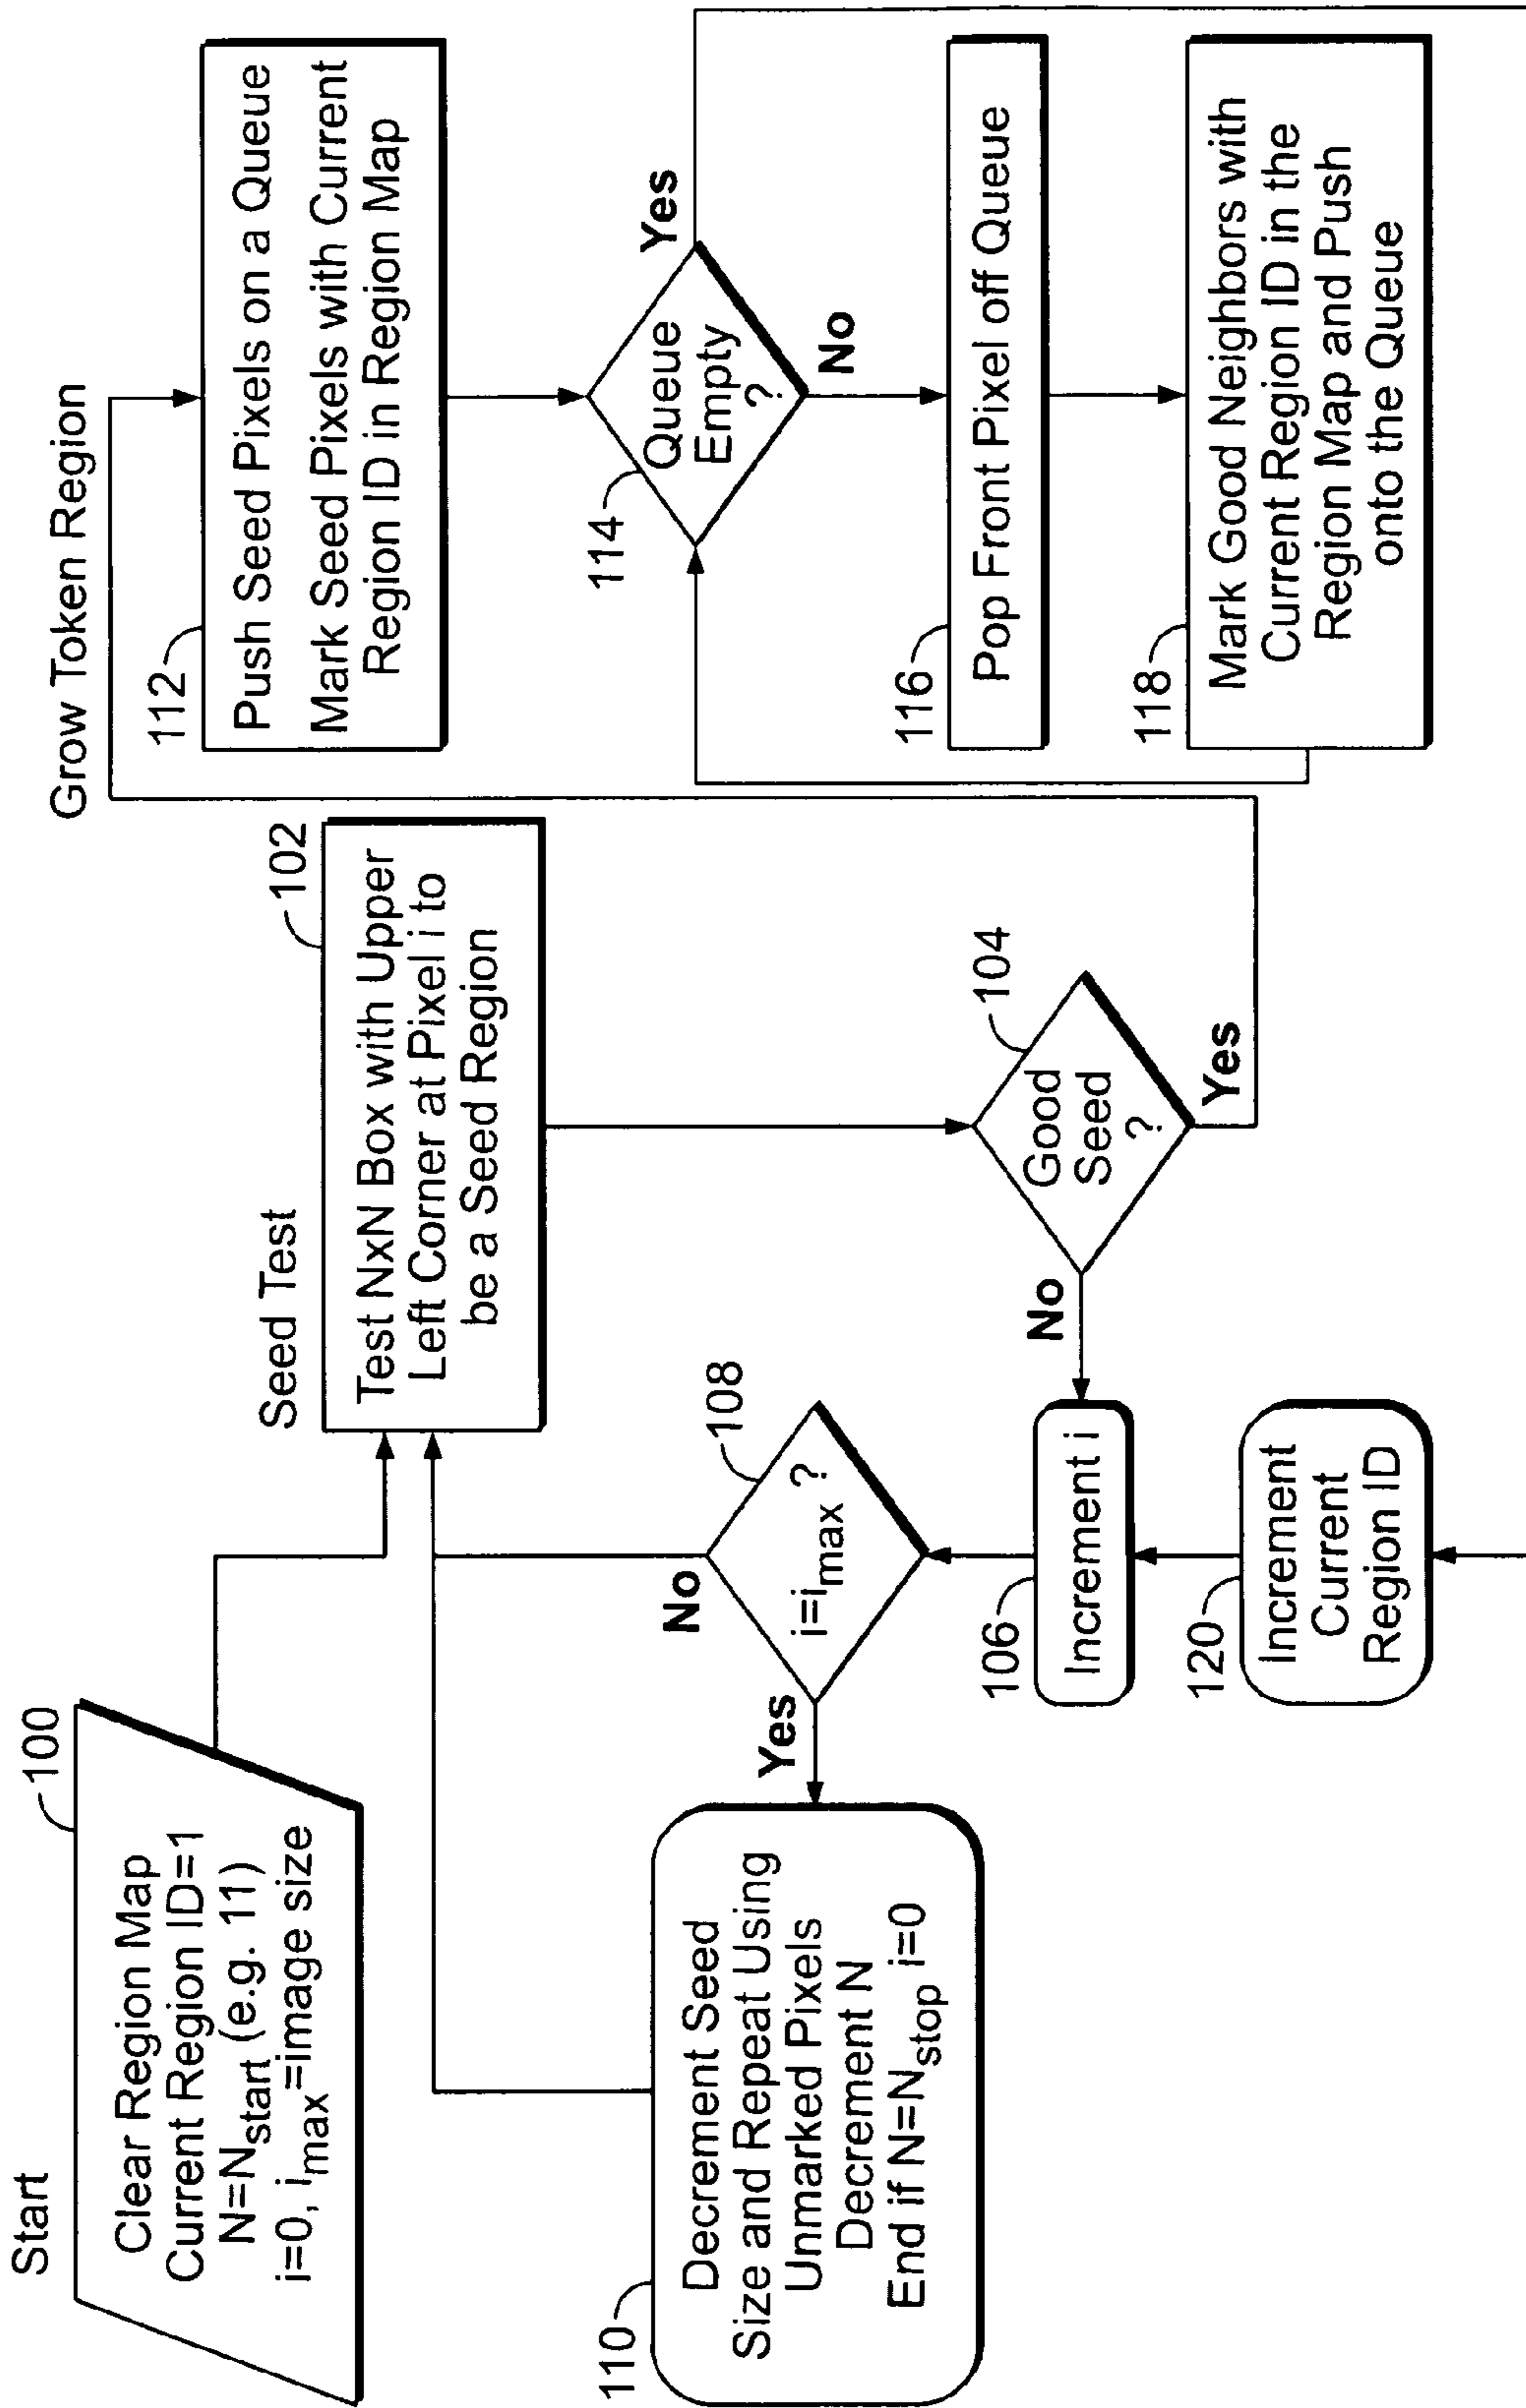 Start
100
Clear Region Map
Current Region ID=1
N=Nstart (e.g. 11)
i=0, imax=image size
Seed Test
102
Test NxN Box with Upper
Left Corner at Pixel i to
be a Seed Region
104
Good
Seed
?
No
Yes
106
Increment i
108
i=imax ?
No
Yes
110
Decrement Seed
Size and Repeat Using
Unmarked Pixels
Decrement N
End if N=Nstop i=0
Grow Token Region
112
Push Seed Pixels on a Queue
Mark Seed Pixels with Current
Region ID in Region Map
114
Queue
Empty
?
Yes
No
116
Pop Front Pixel off Queue
118
Mark Good Neighbors with
Current Region ID in the
Region Map and Push
onto the Queue
120
Increment
Current
Region ID